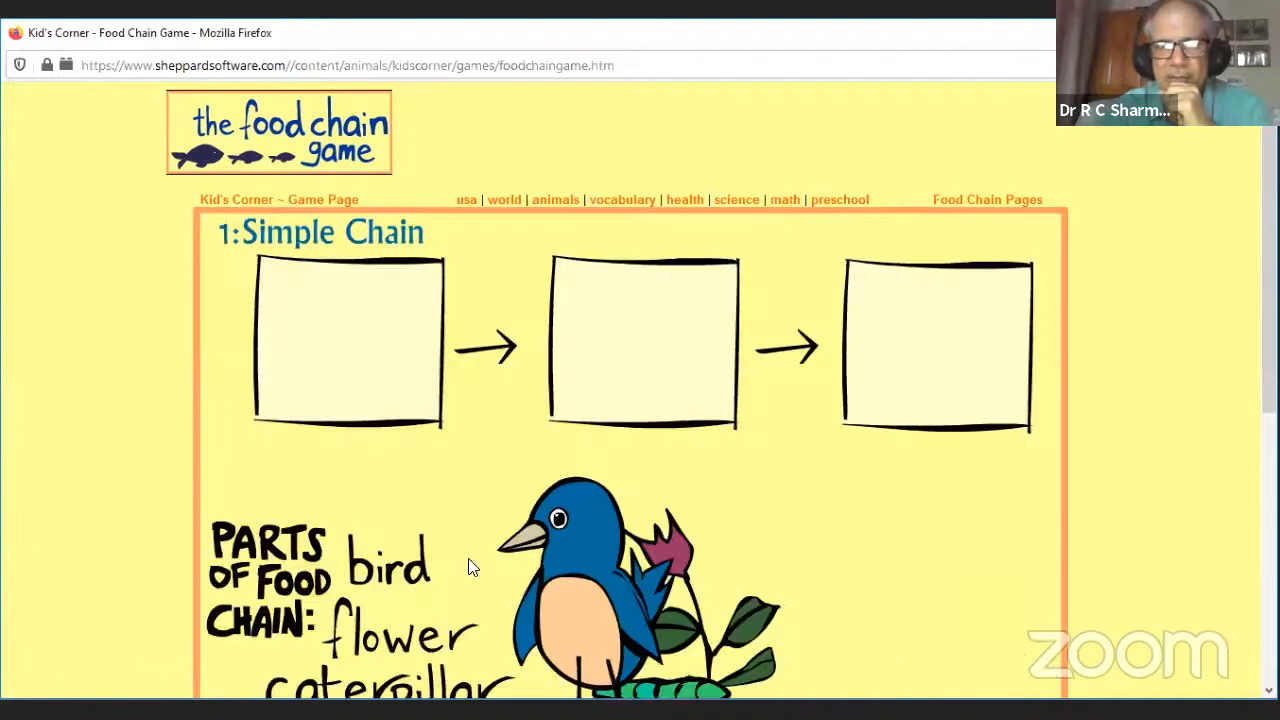 Kid's Corner - Food Chain Game - Mozilla Firefox
https://www.sheppardsoftware.com//content/animals/kidscorner/games/foodchaingame.htm
Dr R C Sharm...
the food chain
game
Kid's Corner ~ Game Page usa | world | animals | vocabulary | health | science | math | preschool Food Chain Pages
1:Simple Chain
PARTS OF FOOD CHAIN:
bird
flower
caterpillar
zoom